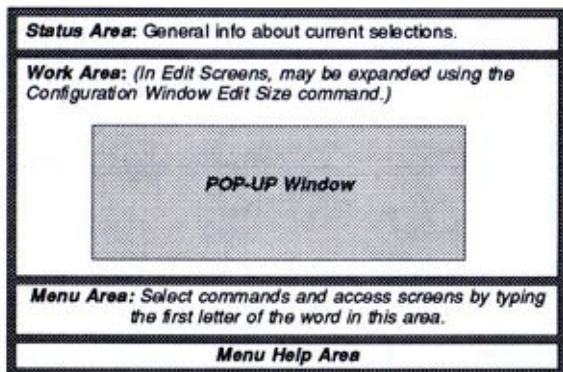 Status Area: General info about current selections.
Work Area: (In Edit Screens, may be expanded using the
Configuration Window Edit Size command.)
POP-UP Window
Menu Area: Select commands and access screens by typing
the first letter of the word in this area.
Menu Help Area